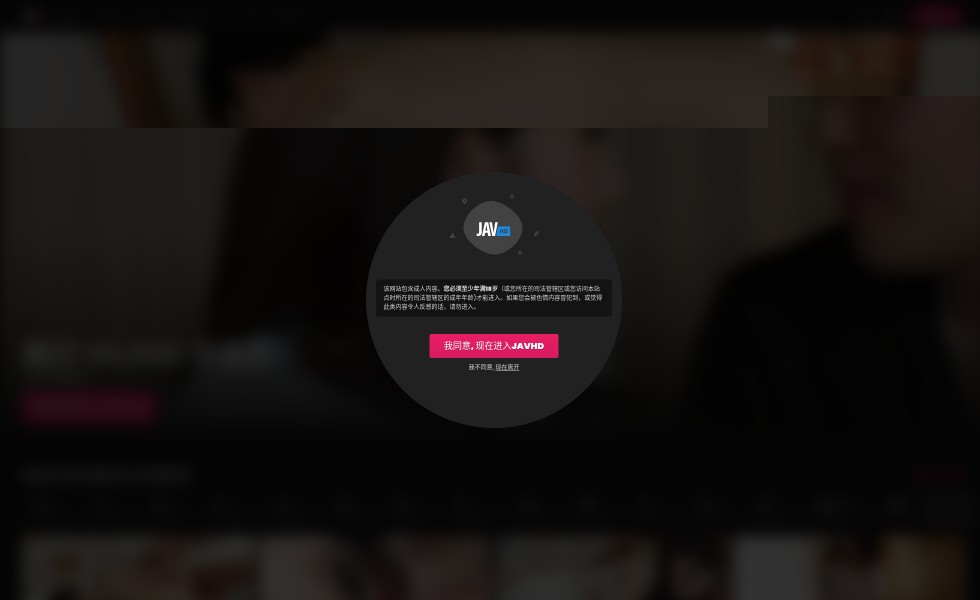 JAV HD
该网站包含成人内容。您必须至少年满18岁（或您所在的司法管辖区或您访问本站
点时所在的司法管辖区的成年年龄)才能进入。如果您会被色情内容冒犯到，或觉得
此类内容令人反感的话，请勿进入。
我同意, 现在进入JAVHD
我不同意, 现在离开